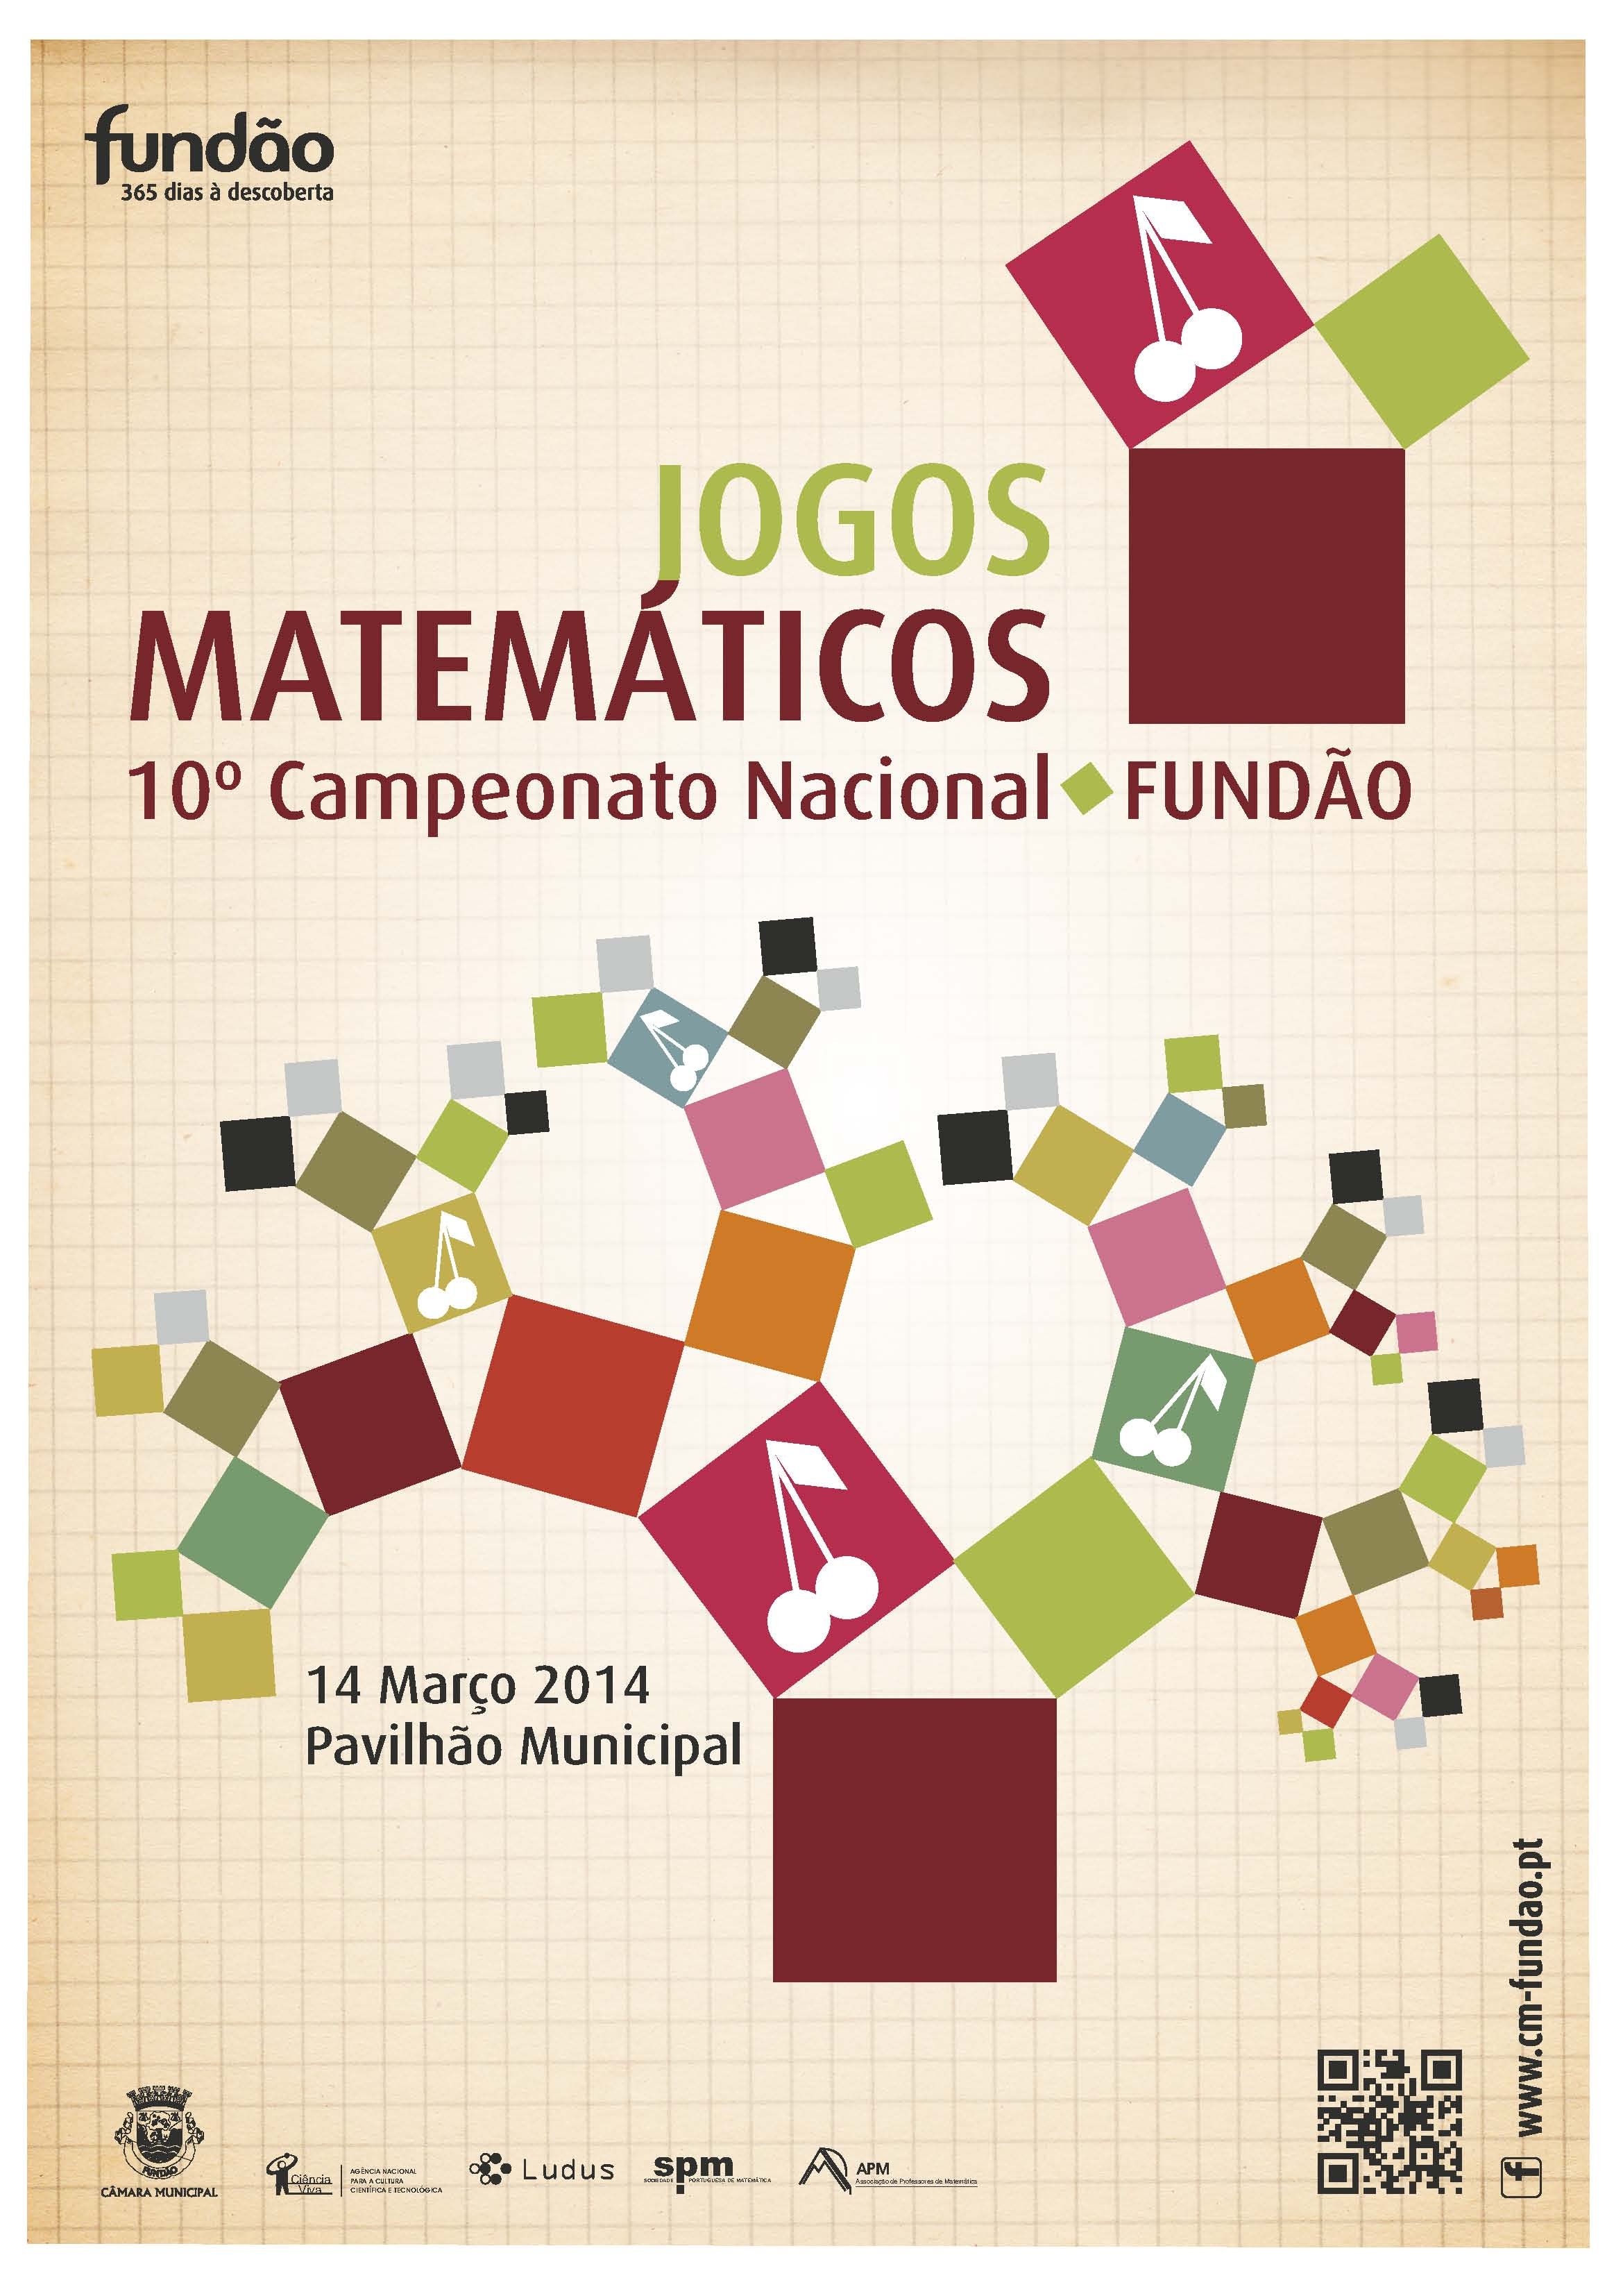 fundão
365 dias à descoberta
JOGOS
MATEMÁTICOS
10º Campeonato Nacional FUNDÃO
14 Março 2014
Pavilhão Municipal
www.cm-fundao.pt
FUNDÃO
CÂMARA MUNICIPAL
Ciência
Viva
AGÊNCIA NACIONAL
PARA A CULTURA
CIENTÍFICA E TECNOLÓGICA
Ludus
spm
SOCIEDADE PORTUGUESA DE MATEMÁTICA
APM
Associação de Professores de Matemática